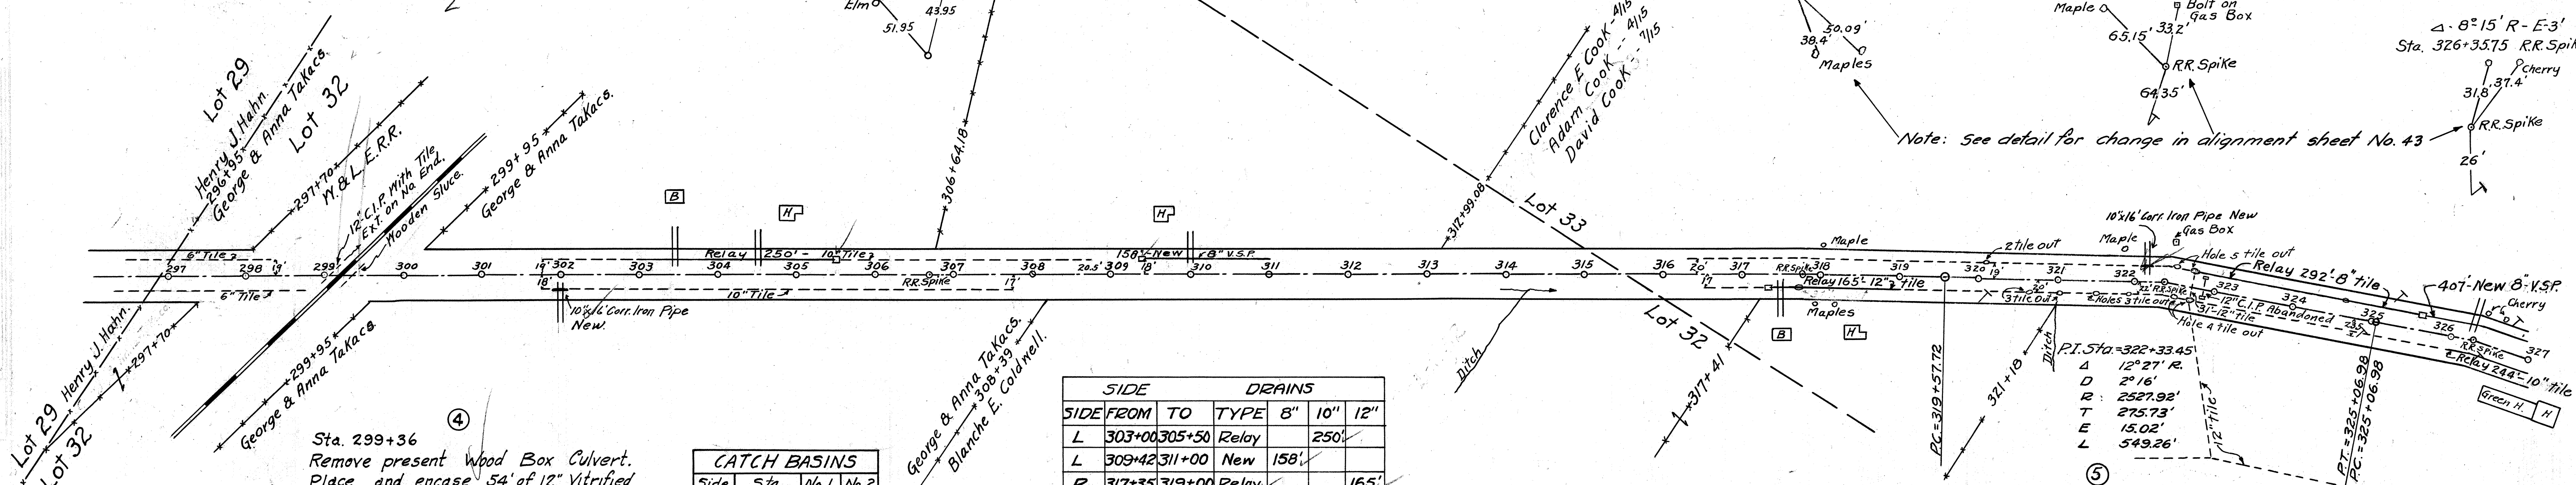 Elm
51.95
43.95
38.4'
50.09'
Maples
Maple
Bolt on
Gas Box
65.15'
33.2'
R.R. Spike
64.35'
Δ - 8°15' R - E-3'
Sta. 326+35.75 R.R. Spik
Cherry
31.8'
37.4'
R.R. Spike
26'
Note: See detail for change in alignment sheet No. 43
Lot 29
Henry J. Hahn.
296+95
George & Anna Takacs.
Lot 32
297+70
W. & L. E. R.R.
12" C.I.P. With Tile
Ext. on No. End.
Wooden Sluce.
299+95
George & Anna Takacs.
306+64.18
312+99.08
Clarence E Cook - 4/15
Adam Cook - - 4/15
David Cook - 7/15
Lot 33
Lot 32
B
H
H
6" Tile
Relay 250' - 10" Tile
158'-New 8" V.S.P.
Maple
2 tile out
10"x16' Corr. Iron Pipe New
Maple
Gas Box
Hole 5 tile out
Relay 292'-8" tile
407'-New 8" V.S.P.
Cherry
297 298 19' 299 300 301 19' 302 303 304 305 306 307 308 20.5' 309 18' 310 311 312 313 314 315 316 20' 317 318 319 320 19' 321 322 323 324 325 326 327
R.R. Spike
R.R. Spike
R.R. Spike
R.R. Spike
6" Tile
18'
10" Tile
17'
17'
Relay 165'-12" tile
3 tile out
Holes 3 tile out
12" C.I.P. Abandoned
31'-12" Tile
Hole 4 tile out
10"x16' Corr. Iron Pipe
New.
Maples
B
H
Relay 244'-10" tile
Green H.
H
Lot 29
Henry J. Hahn.
Lot 32
297+70
299+95
George & Anna Takacs
George & Anna Takacs.
308+39
Blanche E. Coldwell.
Ditch
317+41
P.C.=319+57.72
321+18
Ditch
P.I. Sta.=322+33.45
Δ 12°27' R.
D 2°16'
R 2527.92'
T 275.73'
E 15.02'
L 549.26'
5
12" tile
P.T.=325+06.98
P.C.=325+06.98
4
Sta. 299+36
Remove present Wood Box Culvert.
Place and encase 54' of 12" Vitrified
CATCH BASINS
Side Sta. No.1 No.2
SIDE DRAINS
SIDE FROM TO TYPE 8" 10" 12"
L 303+00 305+50 Relay 250'
L 309+42 311+00 New 158'
R 317+35 319+00 Relay 165'